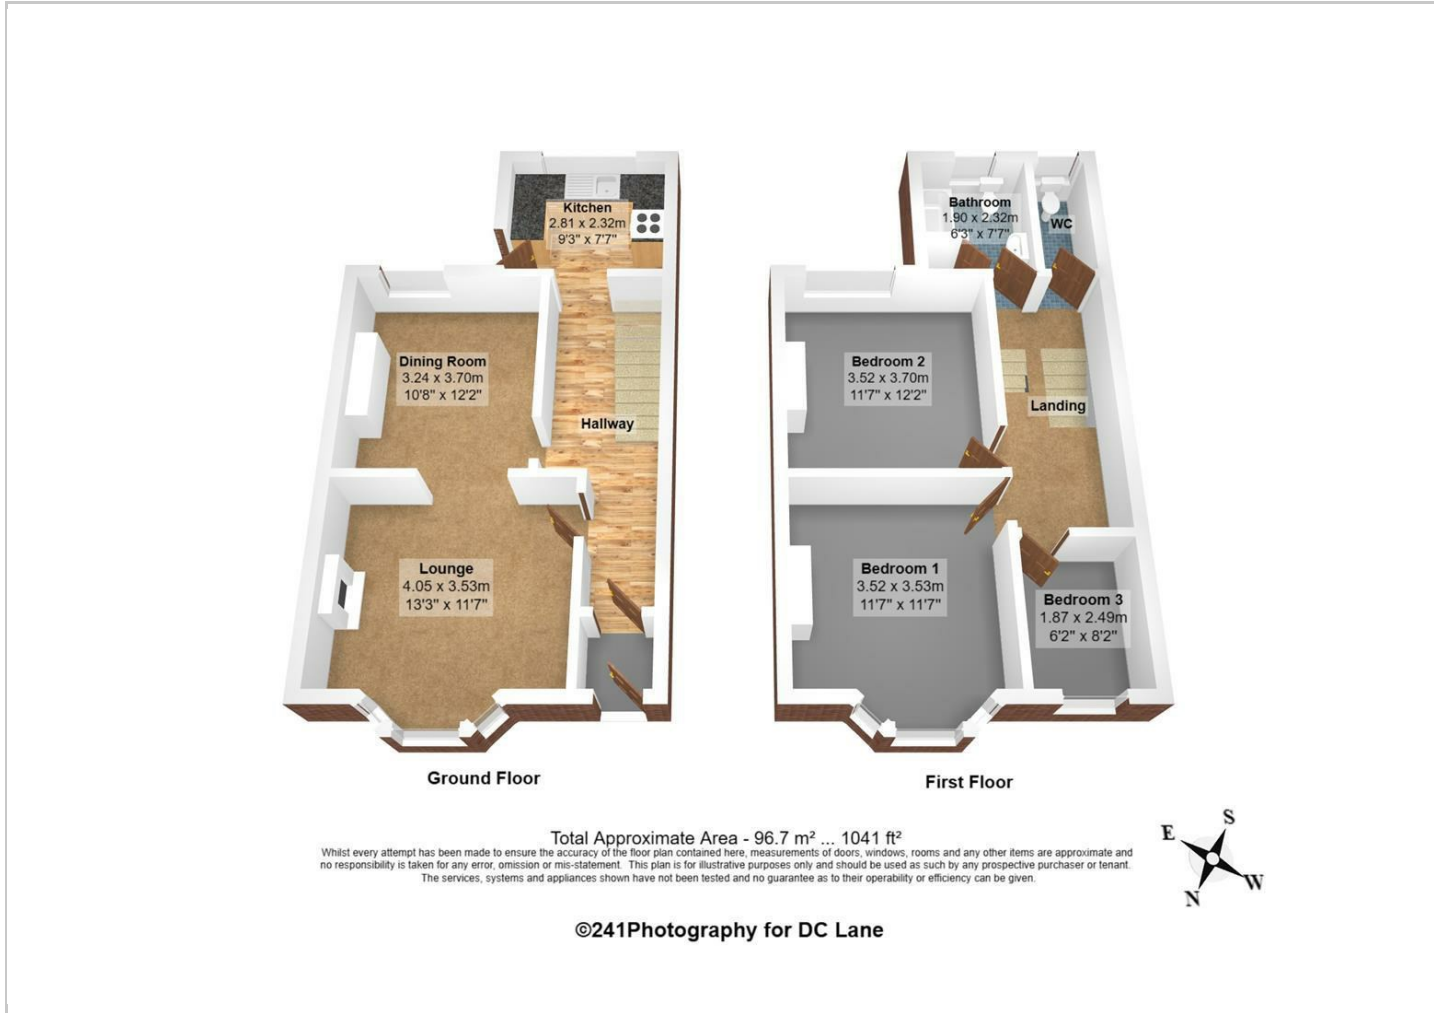 Kitchen
2.81 x 2.32m
9'3" x 7'7"
Dining Room
3.24 x 3.70m
10'8" x 12'2"
Hallway
Lounge
4.05 x 3.53m
13'3" x 11'7"
Ground Floor
Bathroom
1.90 x 2.32m
6'3" x 7'7"
WC
Bedroom 2
3.52 x 3.70m
11'7" x 12'2"
Landing
Bedroom 1
3.52 x 3.53m
11'7" x 11'7"
Bedroom 3
1.87 x 2.49m
6'2" x 8'2"
First Floor
Total Approximate Area - 96.7 m² ... 1041 ft²
Whilst every attempt has been made to ensure the accuracy of the floor plan contained here, measurements of doors, windows, rooms and any other items are approximate and
no responsibility is taken for any error, omission or mis-statement. This plan is for illustrative purposes only and should be used as such by any prospective purchaser or tenant.
The services, systems and appliances shown have not been tested and no guarantee as to their operability or efficiency can be given.
S
E
W
N
©241Photography for DC Lane